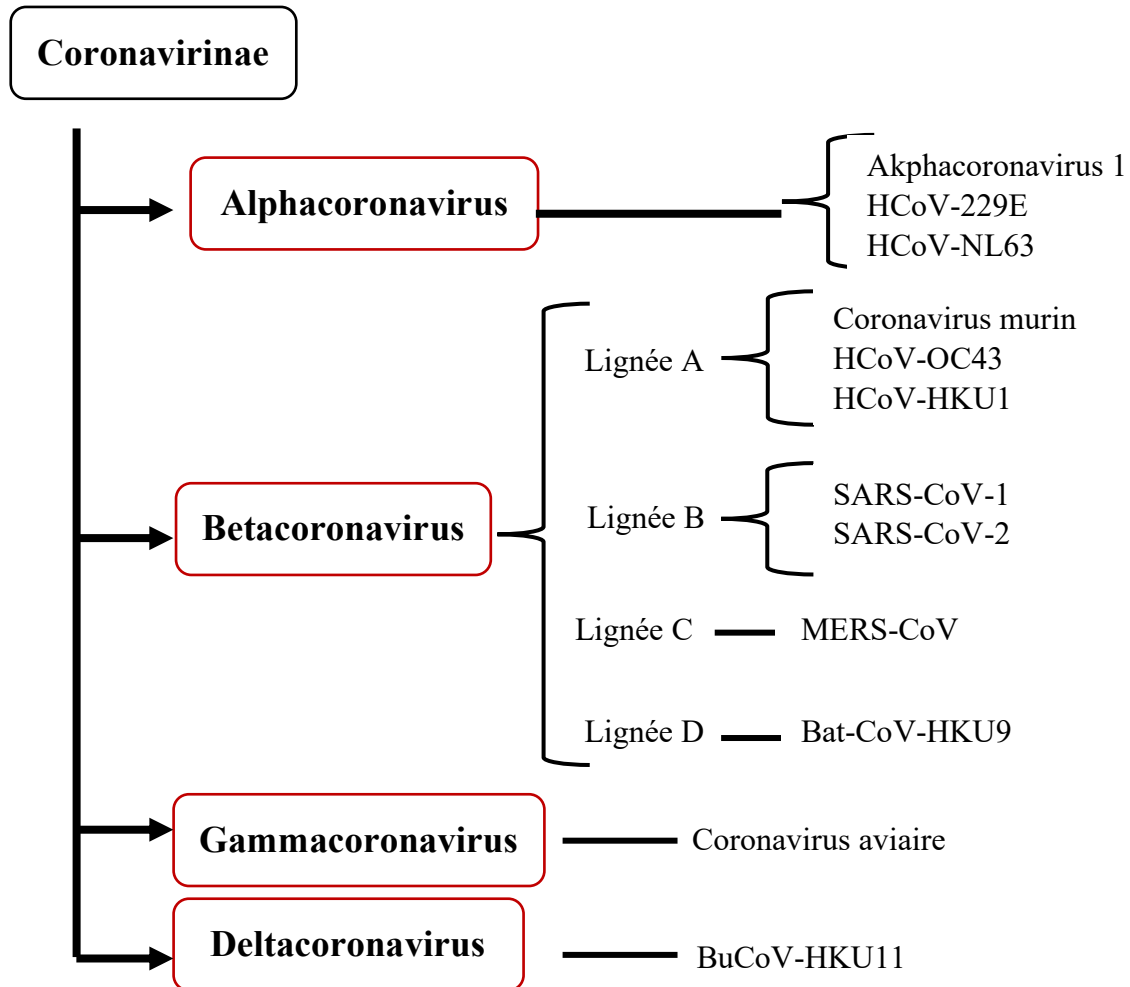 Coronavirinae
Alphacoronavirus
Akphacoronavirus 1
HCoV-229E
HCoV-NL63
Betacoronavirus
Lignée A
Coronavirus murin
HCoV-OC43
HCoV-HKU1
Lignée B
SARS-CoV-1
SARS-CoV-2
Lignée C
MERS-CoV
Lignée D
Bat-CoV-HKU9
Gammacoronavirus
Coronavirus aviaire
Deltacoronavirus
BuCoV-HKU11